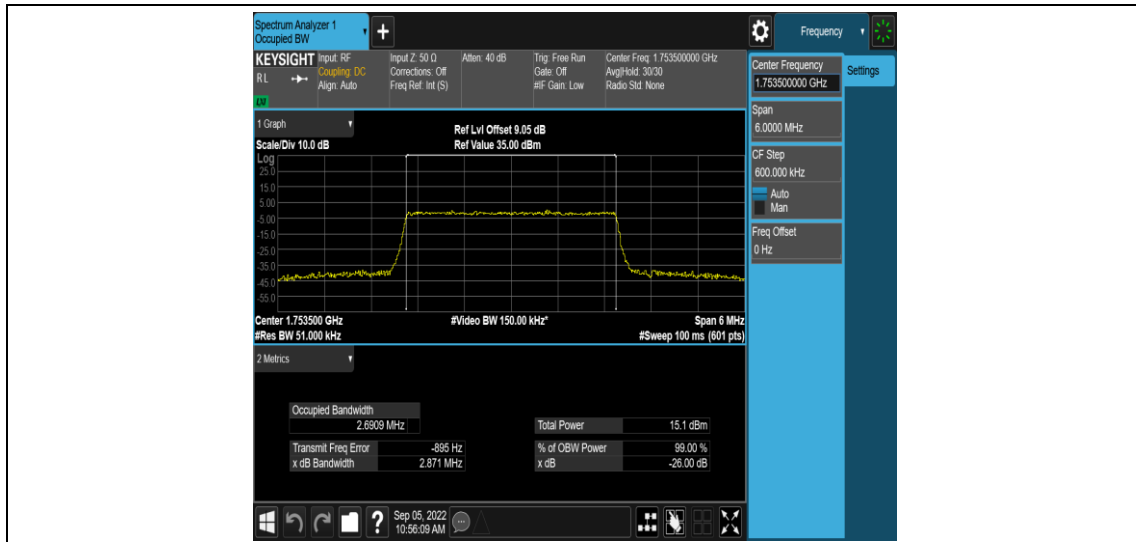 Spectrum Analyzer 1
Occupied BW
+
Frequency
KEYSIGHT
RL
LXI
Input: RF
Coupling: DC
Align: Auto
Input Z: 50 Ω
Corrections: Off
Freq Ref: Int (S)
Atten: 40 dB
Trig: Free Run
Gate: Off
#IF Gain: Low
Center Freq: 1.753500000 GHz
Avg|Hold: 30/30
Radio Std: None
Center Frequency
1.753500000 GHz
Settings
Span
6.0000 MHz
CF Step
600.000 kHz
Auto
Man
Freq Offset
0 Hz
1 Graph
Scale/Div 10.0 dB
Ref Lvl Offset 9.05 dB
Ref Value 35.00 dBm
Log
25.0
15.0
5.00
-5.00
-15.0
-25.0
-35.0
-45.0
-55.0
Center 1.753500 GHz
#Res BW 51.000 kHz
#Video BW 150.00 kHz*
Span 6 MHz
#Sweep 100 ms (601 pts)
2 Metrics
Occupied Bandwidth
2.6909 MHz
Transmit Freq Error -895 Hz
x dB Bandwidth 2.871 MHz
Total Power 15.1 dBm
% of OBW Power 99.00 %
x dB -26.00 dB
?
Sep 05, 2022
10:56:09 AM